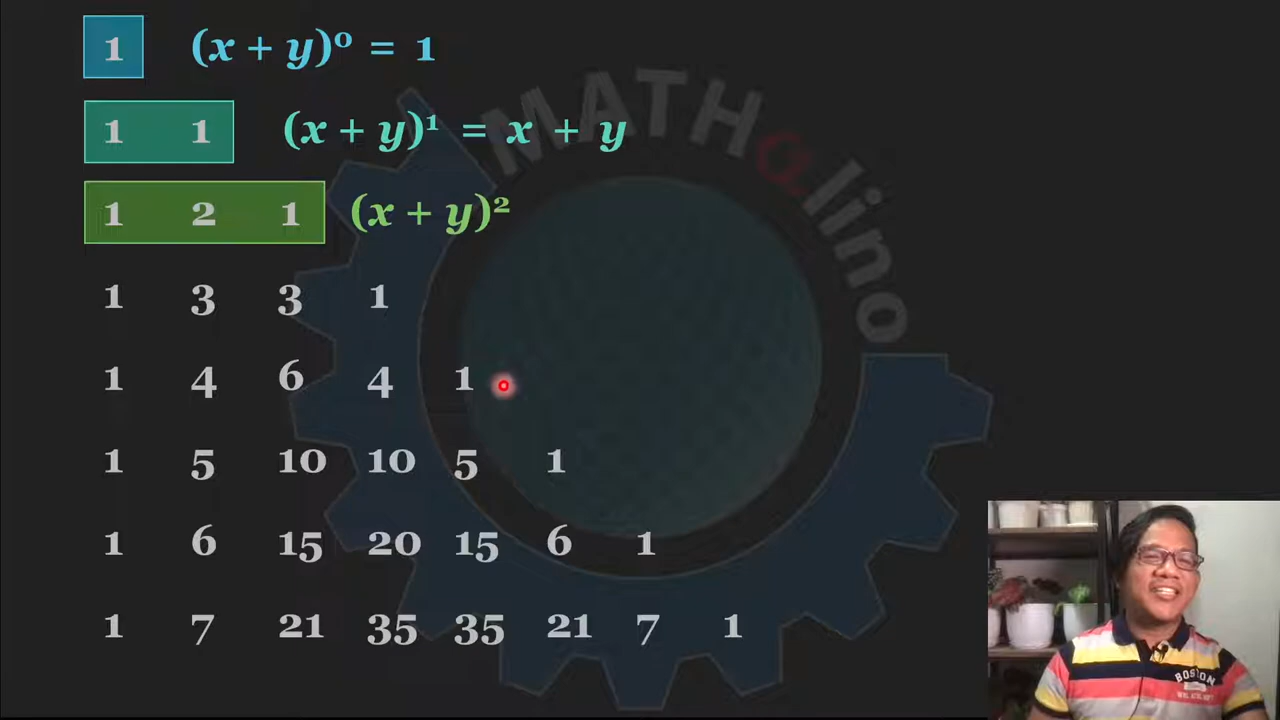 1 (x + y)⁰ = 1
1 1 (x + y)¹ = x + y
1 2 1 (x + y)²
1 3 3 1
1 4 6 4 1
1 5 10 10 5 1
1 6 15 20 15 6 1
1 7 21 35 35 21 7 1
MATHalino
BOSTON